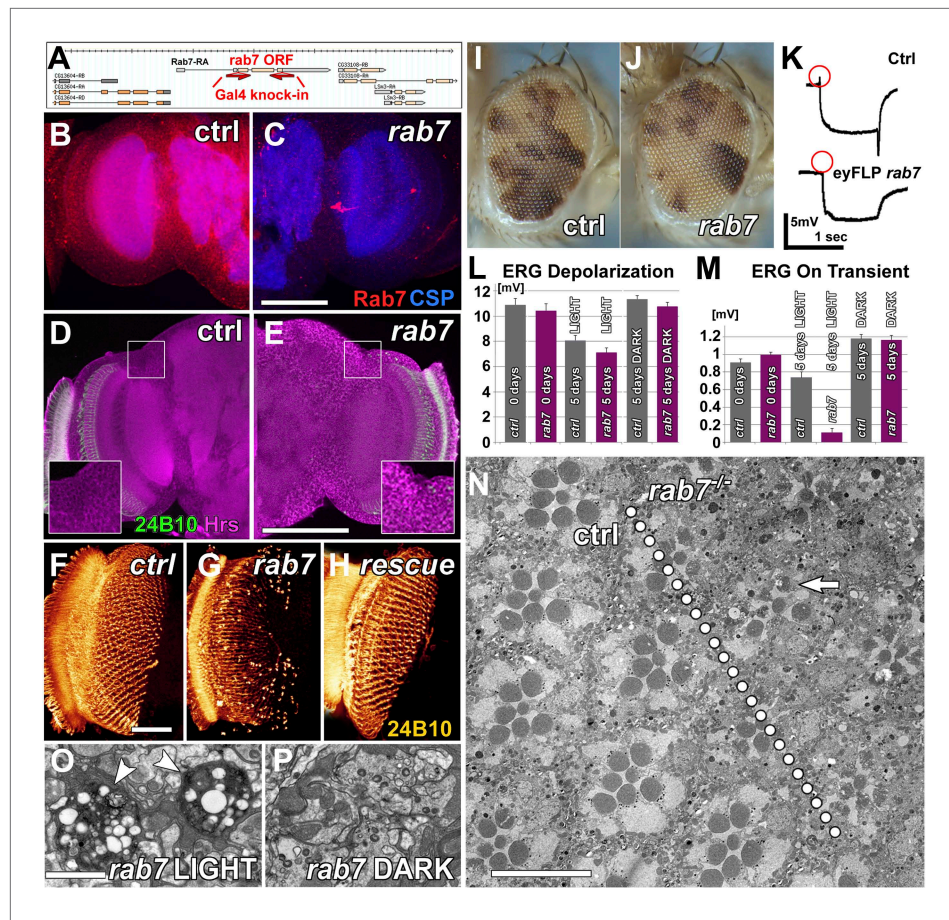 A
Rab7-RA
rab7 ORF
CG33108-RB
CG13604-RB
CG33108-RA
CG13604-RA
LSm3-RA
CG13604-RD
LSm3-RB
Gal4 knock-in
B
ctrl
C
rab7
Rab7 CSP
D
ctrl
E
rab7
24B10 Hrs
F
ctrl
G
rab7
H
rescue
24B10
I
ctrl
J
rab7
K
Ctrl
eyFLP rab7
5mV
1 sec
L
ERG Depolarization
[mV]
12
10
8
6
4
2
0
ctrl 0 days
rab7 0 days
ctrl 5 days LIGHT
rab7 5 days LIGHT
ctrl 5 days DARK
rab7 5 days DARK
M
ERG On Transient
[mV]
1.2
1
0.8
0.6
0.4
0.2
0
ctrl 0 days
rab7 0 days
ctrl 5 days LIGHT
rab7 5 days LIGHT
ctrl 5 days DARK
rab7 5 days DARK
N
rab7-/-
ctrl
O
rab7 LIGHT
P
rab7 DARK